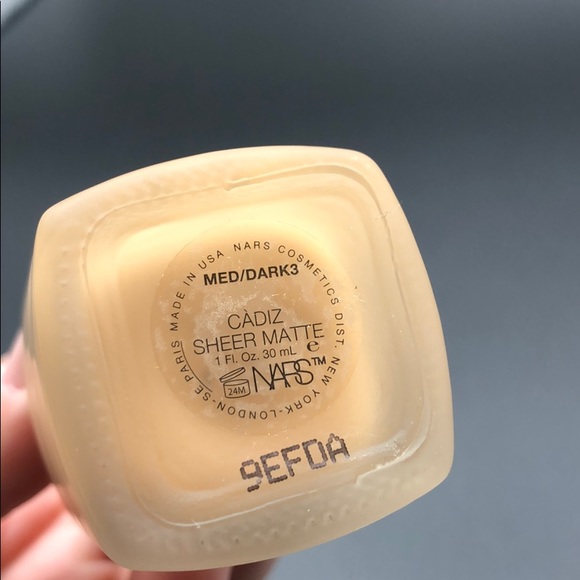 MADE IN USA NARS COSMETICS DIST. NEW YORK-LONDON-SE PARIS
MED/DARK3
CÀDIZ
SHEER MATTE
1 Fl. Oz. 30 mL ℮
24M NARS™
9EFDA